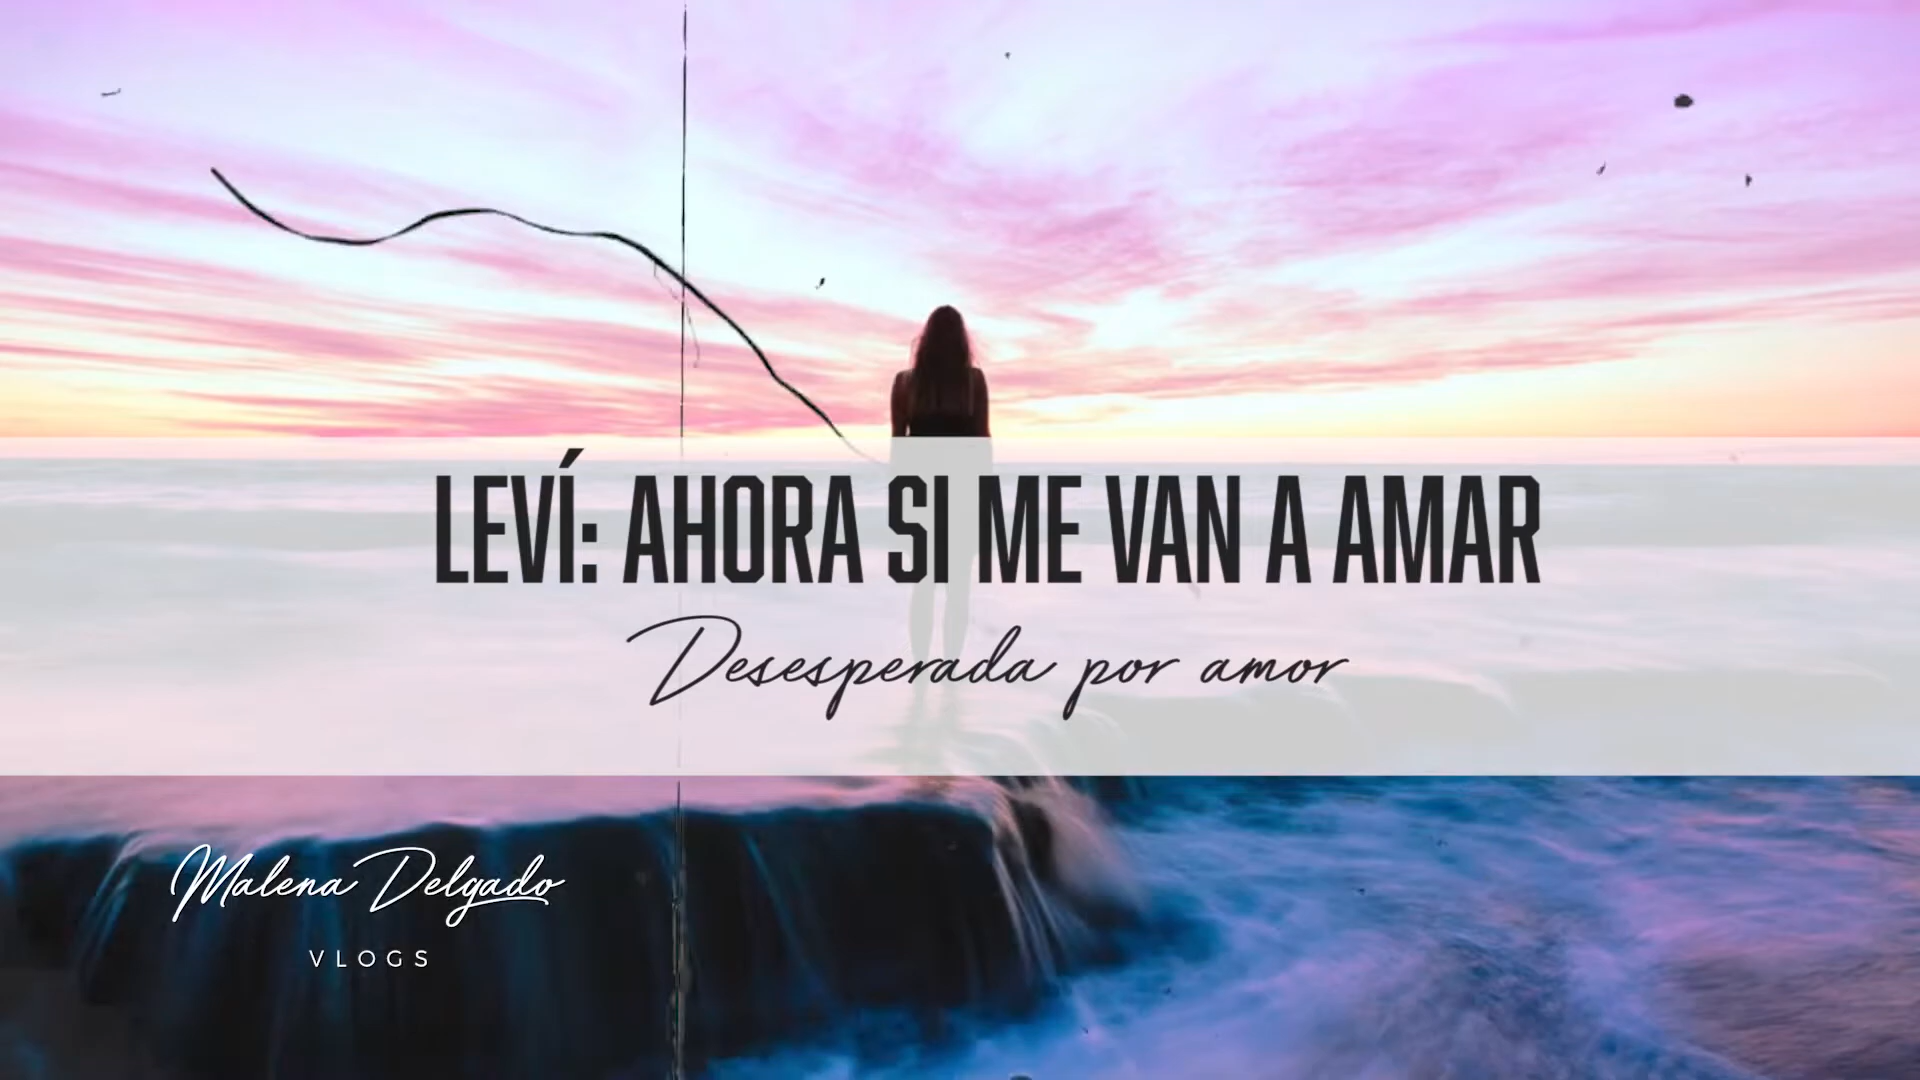 LEVÍ: AHORA SI ME VAN A AMAR
Desesperada por amor
Malena Delgado
VLOGS